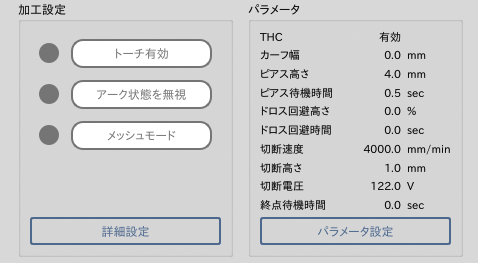 加工設定
トーチ有効
アーク状態を無視
メッシュモード
詳細設定
パラメータ
THC 有効
カーフ幅 0.0 mm
ピアス高さ 4.0 mm
ピアス待機時間 0.5 sec
ドロス回避高さ 0.0 %
ドロス回避時間 0.0 sec
切断速度 4000.0 mm/min
切断高さ 1.0 mm
切断電圧 122.0 V
終点待機時間 0.0 sec
パラメータ設定